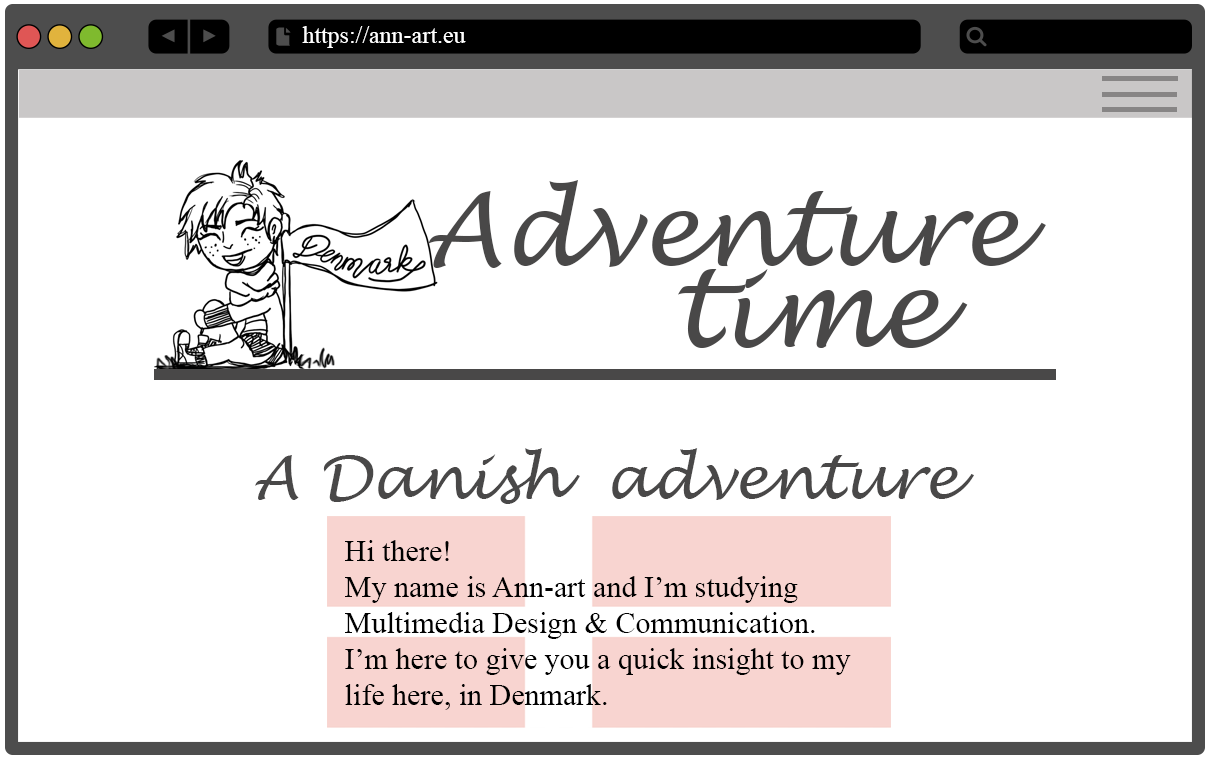 https://ann-art.eu
Denmark
Adventure
time
A Danish adventure
Hi there!
My name is Ann-art and I’m studying
Multimedia Design & Communication.
I’m here to give you a quick insight to my
life here, in Denmark.